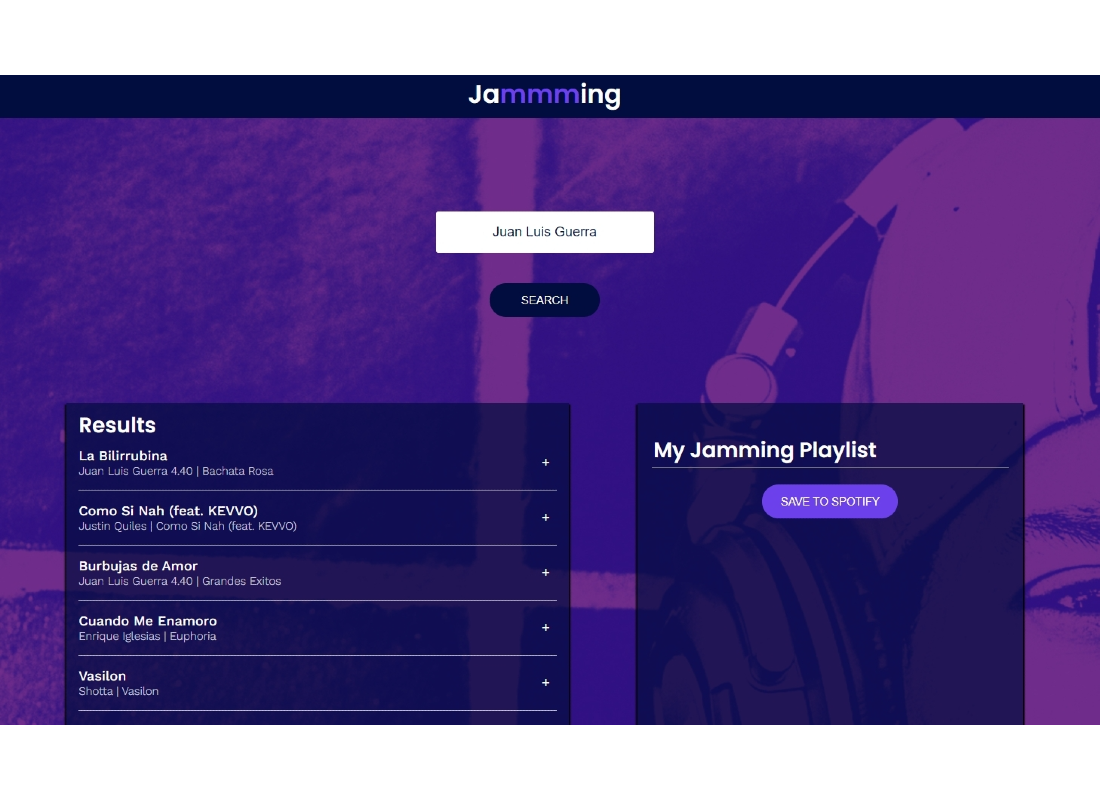 Jammming
Juan Luis Guerra
SEARCH
Results
La Bilirrubina
Juan Luis Guerra 4.40 | Bachata Rosa
+
Como Si Nah (feat. KEVVO)
Justin Quiles | Como Si Nah (feat. KEVVO)
+
Burbujas de Amor
Juan Luis Guerra 4.40 | Grandes Exitos
+
Cuando Me Enamoro
Enrique Iglesias | Euphoria
+
Vasilon
Shotta | Vasilon
+
My Jamming Playlist
SAVE TO SPOTIFY